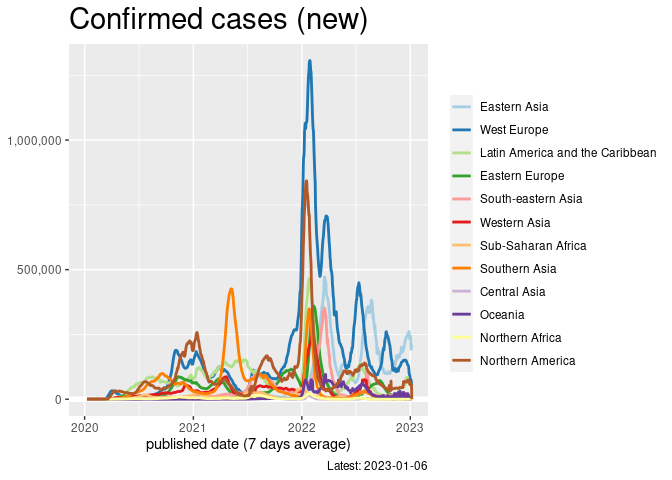 Confirmed cases (new)
1,000,000
500,000
0
2020
2021
2022
2023
published date (7 days average)
Latest: 2023-01-06
Eastern Asia
West Europe
Latin America and the Caribbean
Eastern Europe
South-eastern Asia
Western Asia
Sub-Saharan Africa
Southern Asia
Central Asia
Oceania
Northern Africa
Northern America